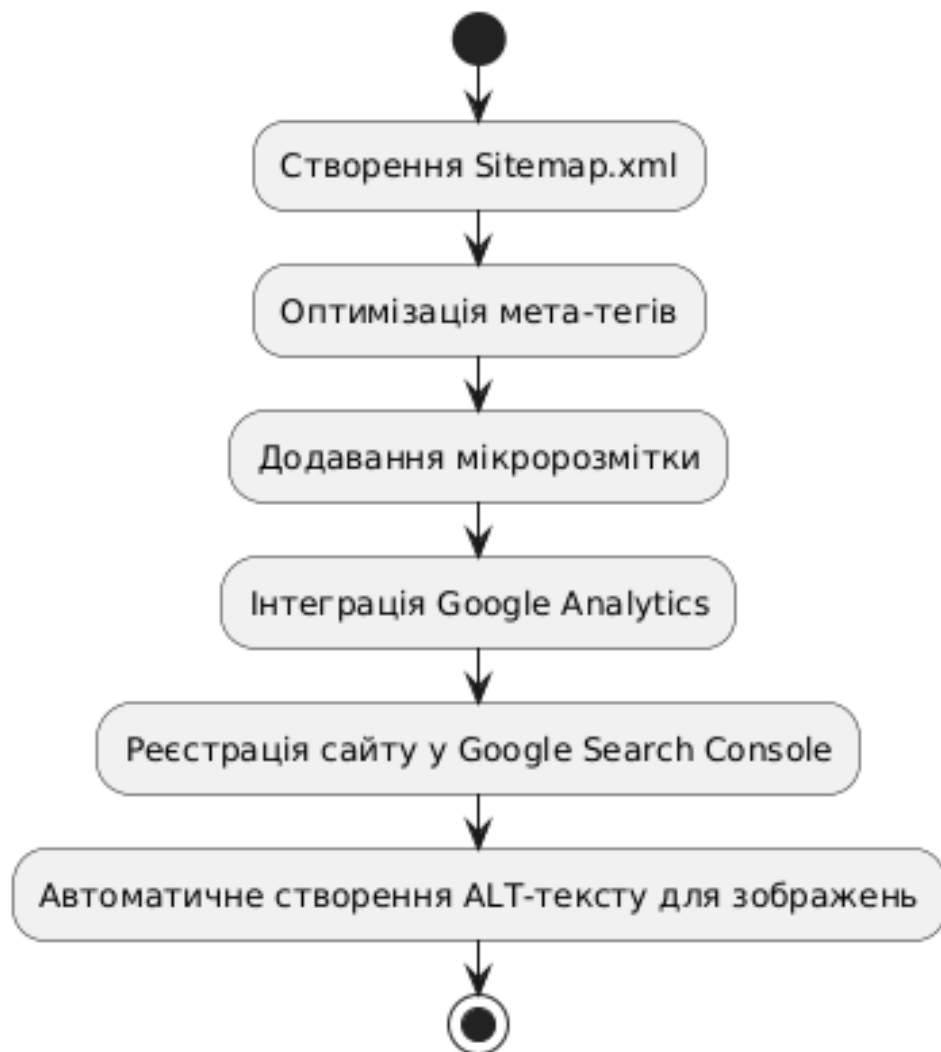 Створення Sitemap.xml
Оптимізація мета-тегів
Додавання мікророзмітки
Інтеграція Google Analytics
Реєстрація сайту у Google Search Console
Автоматичне створення ALT-тексту для зображень